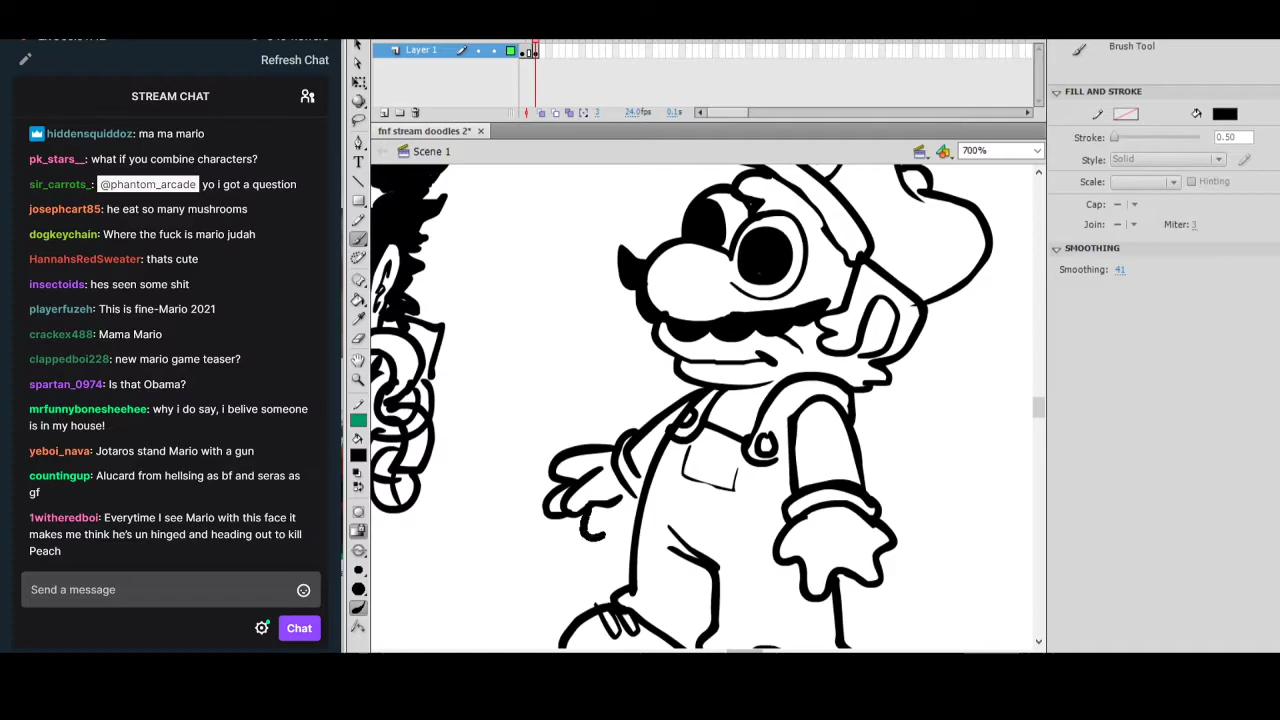 Refresh Chat
STREAM CHAT
hiddensquiddoz: ma ma mario
pk_stars__: what if you combine characters?
sir_carrots_: @phantom_arcade yo i got a question
josephcart85: he eat so many mushrooms
dogkeychain: Where the fuck is mario judah
HannahsRedSweater: thats cute
insectoids: hes seen some shit
playerfuzeh: This is fine-Mario 2021
crackex488: Mama Mario
clappedboi228: new mario game teaser?
spartan_0974: Is that Obama?
mrfunnybonesheehee: why i do say, i belive someone
is in my house!
yeboi_nava: Jotaros stand Mario with a gun
countingup: Alucard from hellsing as bf and seras as
gf
1witheredboi: Everytime I see Mario with this face it
makes me think he's un hinged and heading out to kill
Peach
Send a message
Chat
Layer 1
3 24.0fps 0.1s
fnf stream doodles 2*
Scene 1
700%
Brush Tool
FILL AND STROKE
Stroke: 0.50
Style: Solid
Scale: Hinting
Cap:
Join: Miter: 3
SMOOTHING
Smoothing: 41